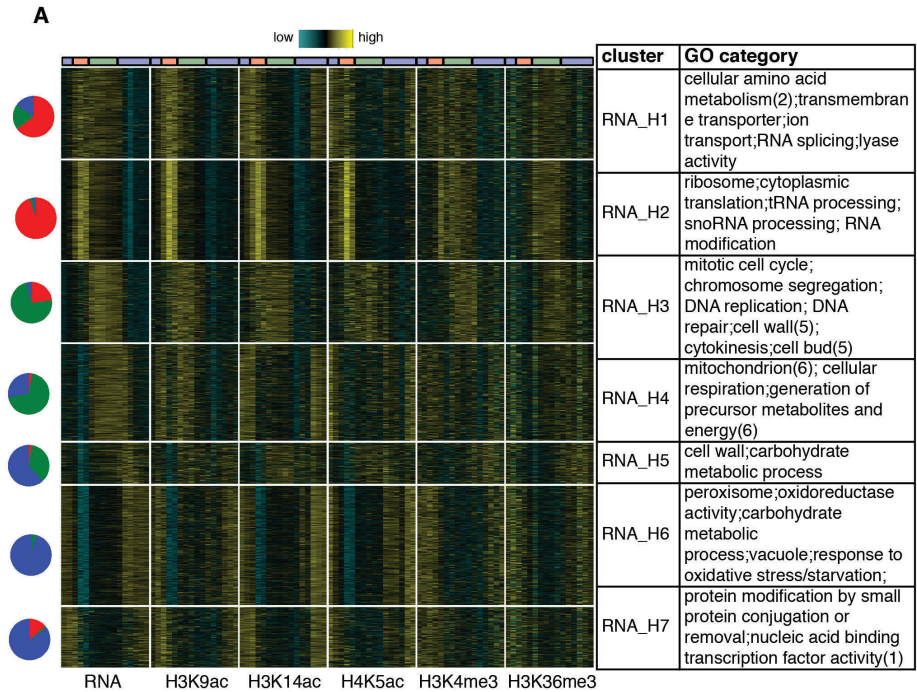 A
low high
cluster GO category
RNA_H1
cellular amino acid
metabolism(2);transmembran
e transporter;ion
transport;RNA splicing;lyase
activity
RNA_H2
ribosome;cytoplasmic
translation;tRNA processing;
snoRNA processing; RNA
modification
RNA_H3
mitotic cell cycle;
chromosome segregation;
DNA replication; DNA
repair;cell wall(5);
cytokinesis;cell bud(5)
RNA_H4
mitochondrion(6); cellular
respiration;generation of
precursor metabolites and
energy(6)
RNA_H5
cell wall;carbohydrate
metabolic process
RNA_H6
peroxisome;oxidoreductase
activity;carbohydrate
metabolic
process;vacuole;response to
oxidative stress/starvation;
RNA_H7
protein modification by small
protein conjugation or
removal;nucleic acid binding
transcription factor activity(1)
RNA H3K9ac H3K14ac H4K5ac H3K4me3 H3K36me3